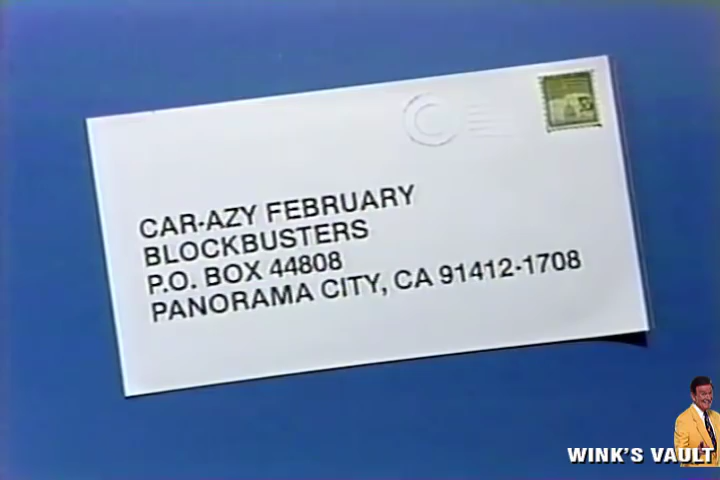 CAR-AZY FEBRUARY
BLOCKBUSTERS
P.O. BOX 44808
PANORAMA CITY, CA 91412-1708
WINK'S VAULT